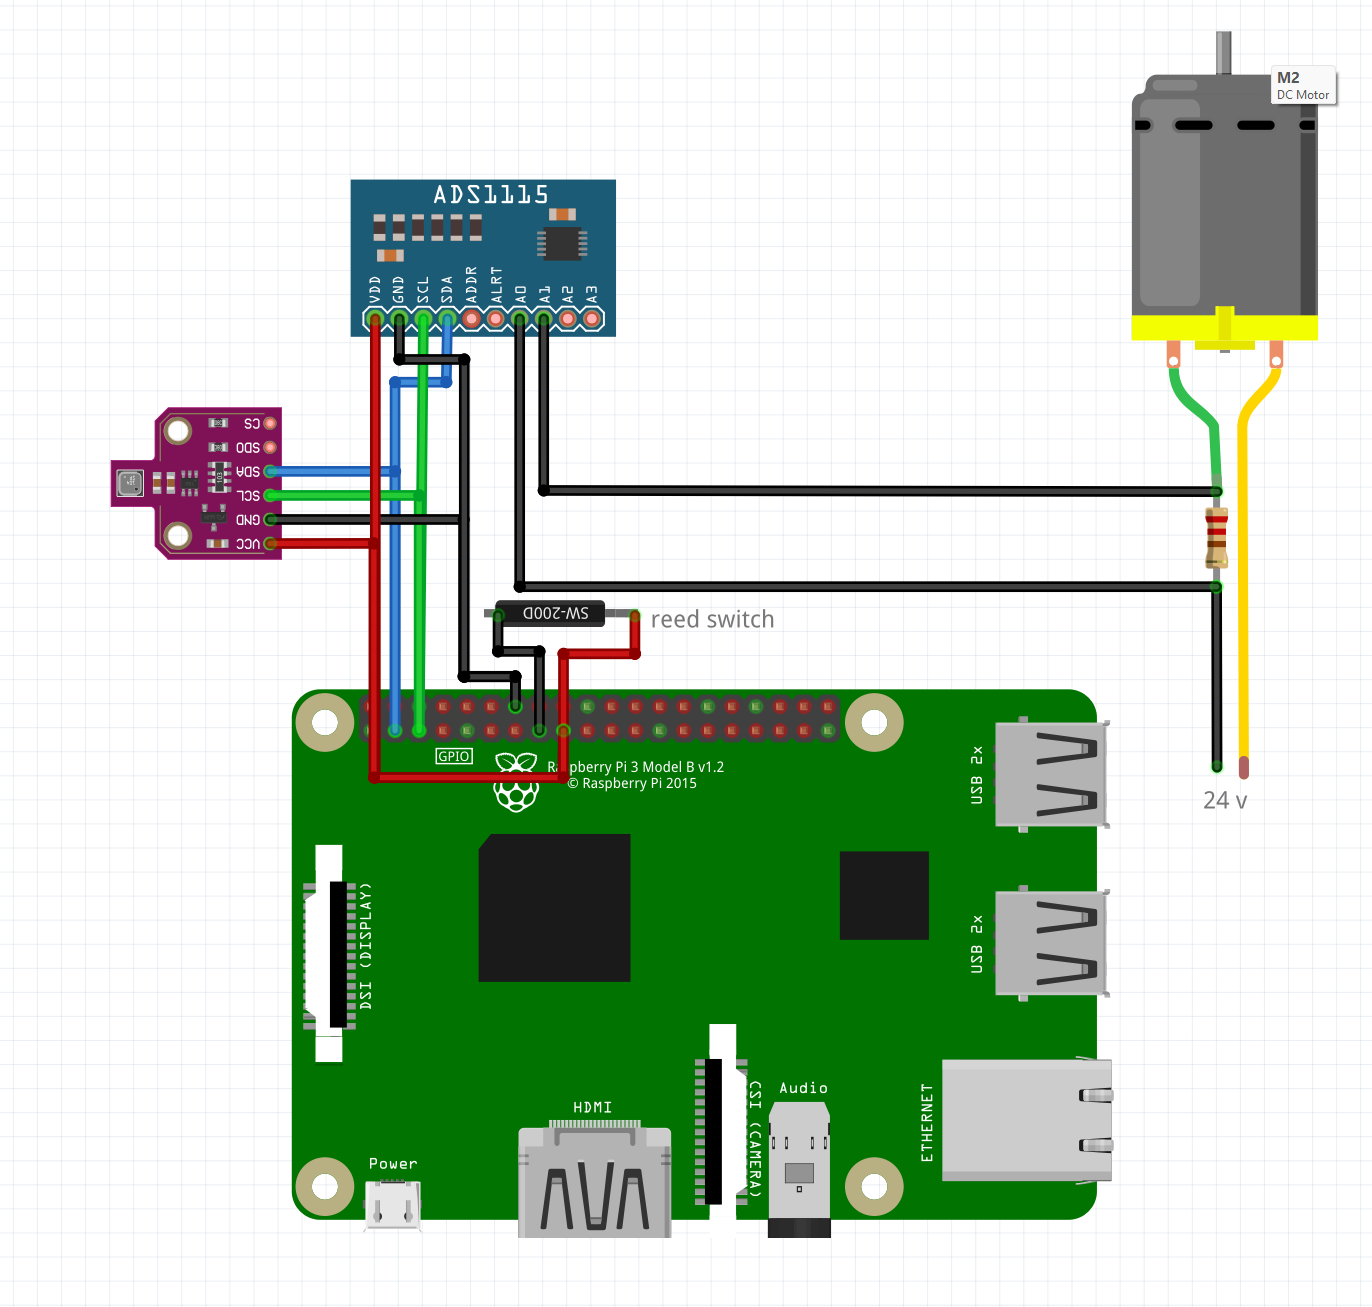 M2
DC Motor
ADS1115
VDD
GND
SCL
SDA
ADDR
ALRT
A0
A1
A2
A3
CS
SDO
SDA
SCL
GND
VCC
103
SW-200D
reed switch
GPIO
Raspberry Pi 3 Model B v1.2
© Raspberry Pi 2015
USB 2x
24 v
USB 2x
DSI (DISPLAY)
CSI (CAMERA)
Audio
ETHERNET
HDMI
Power